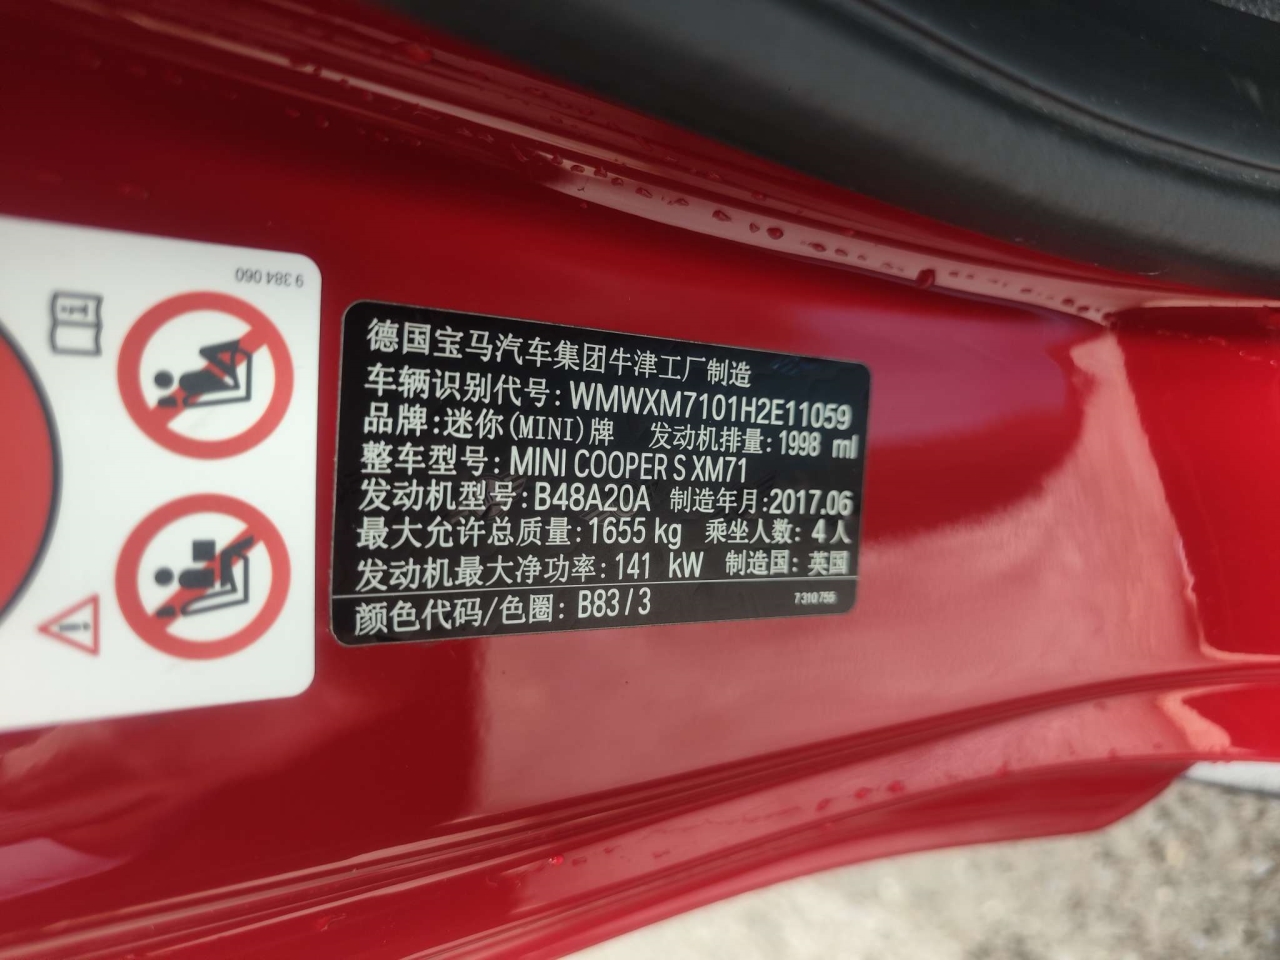 9 384 060
德国宝马汽车集团牛津工厂制造
车辆识别代号: WMWXM7101H2E11059
品牌:迷你(MINI)牌 发动机排量: 1998 ml
整车型号: MINI COOPER S XM71
发动机型号: B48A20A 制造年月:2017.06
最大允许总质量: 1655 kg 乘坐人数: 4 人
发动机最大净功率: 141 kW 制造国: 英国
颜色代码/色圈: B83 / 3 7 310 755